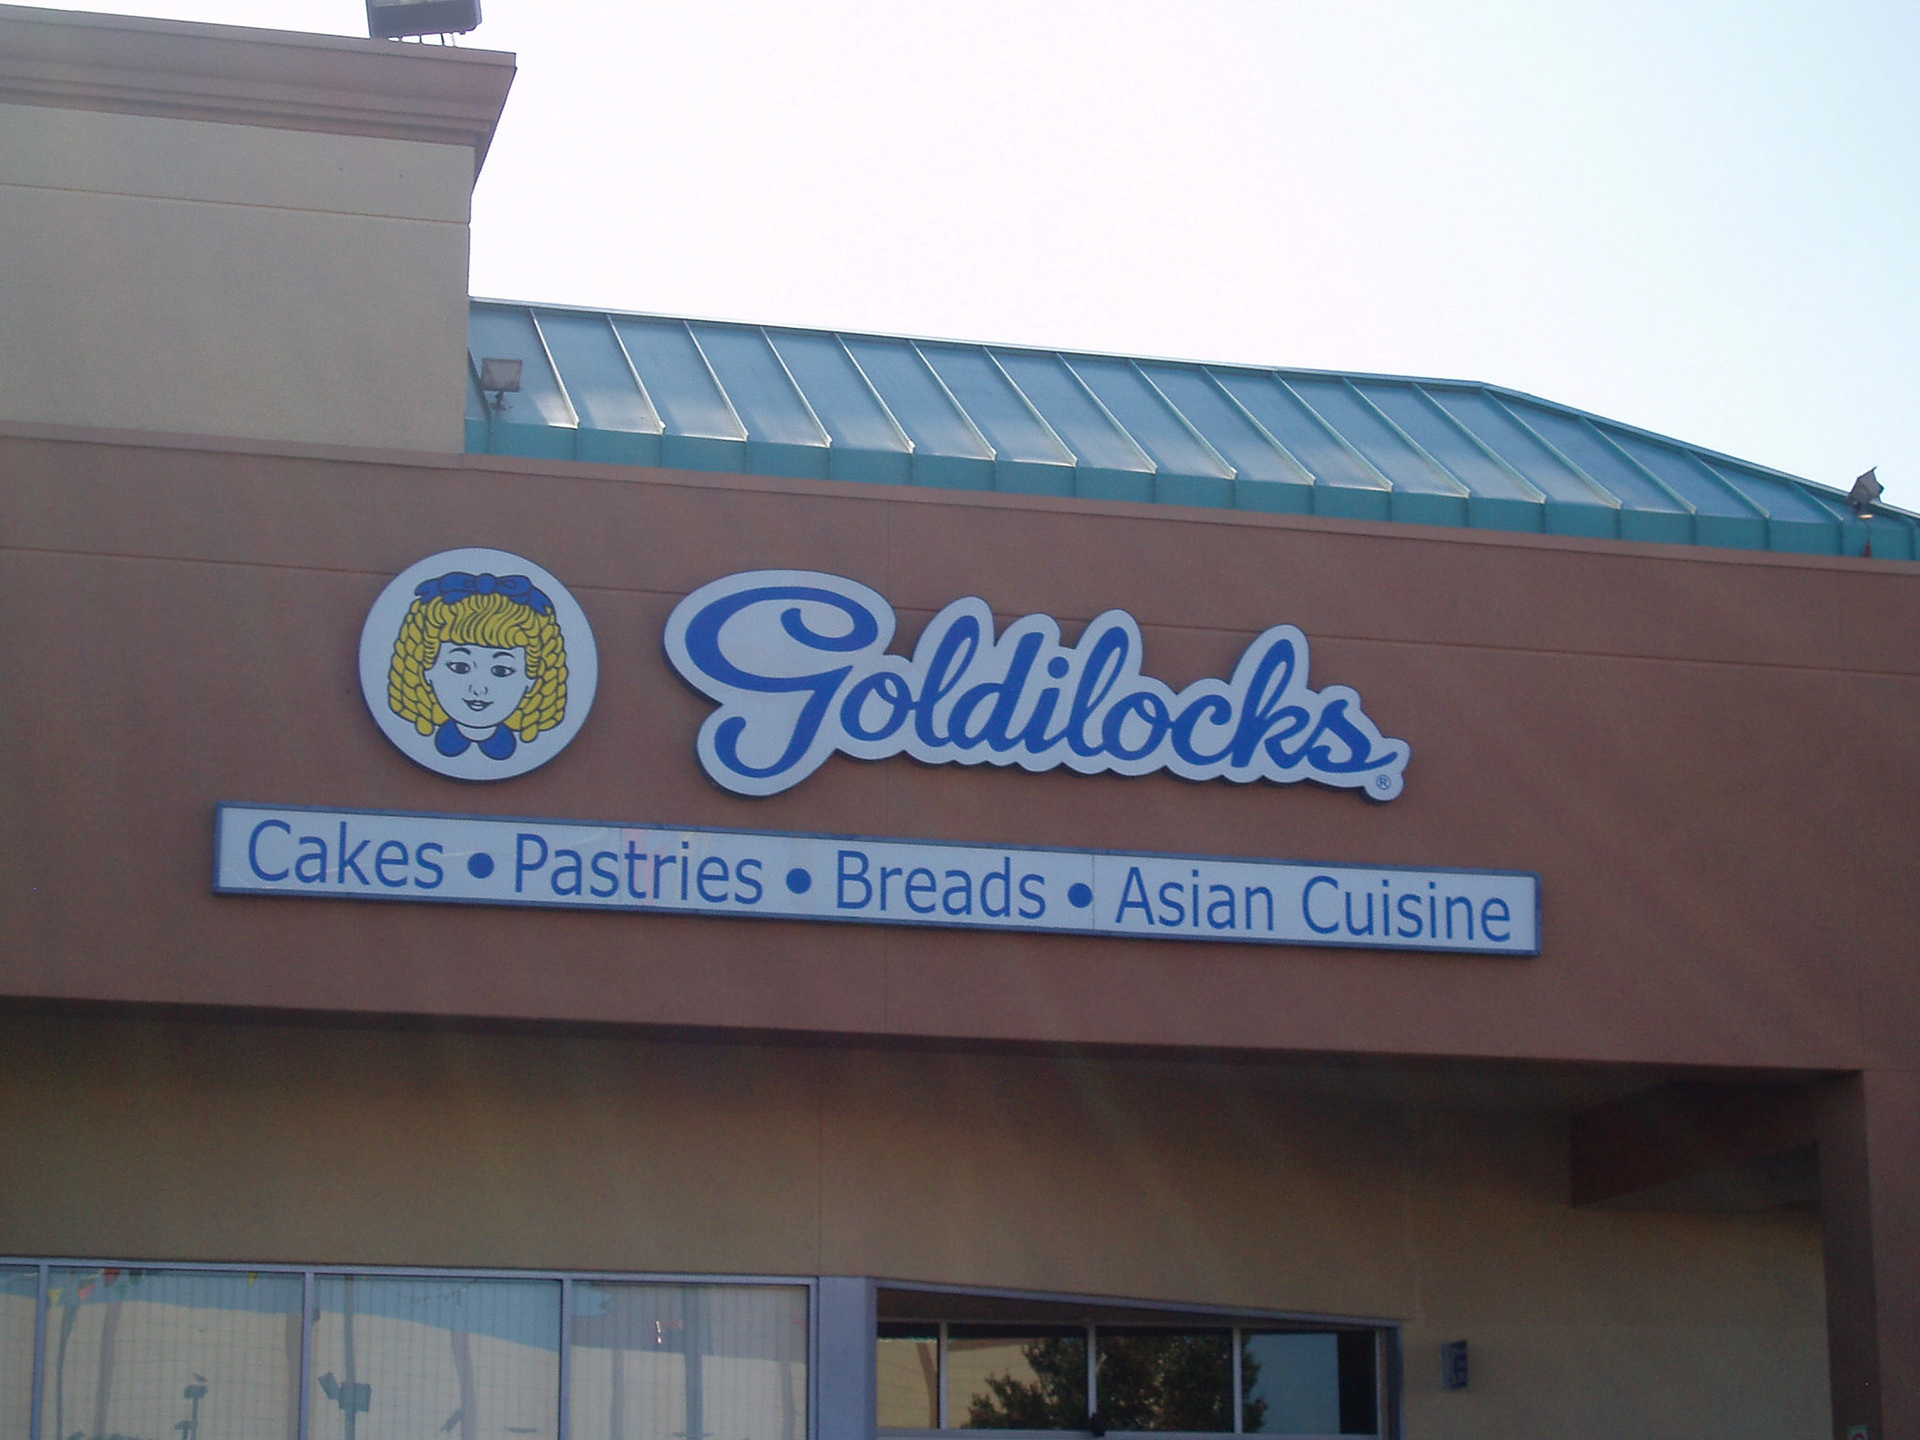 Goldilocks®
Cakes • Pastries • Breads • Asian Cuisine